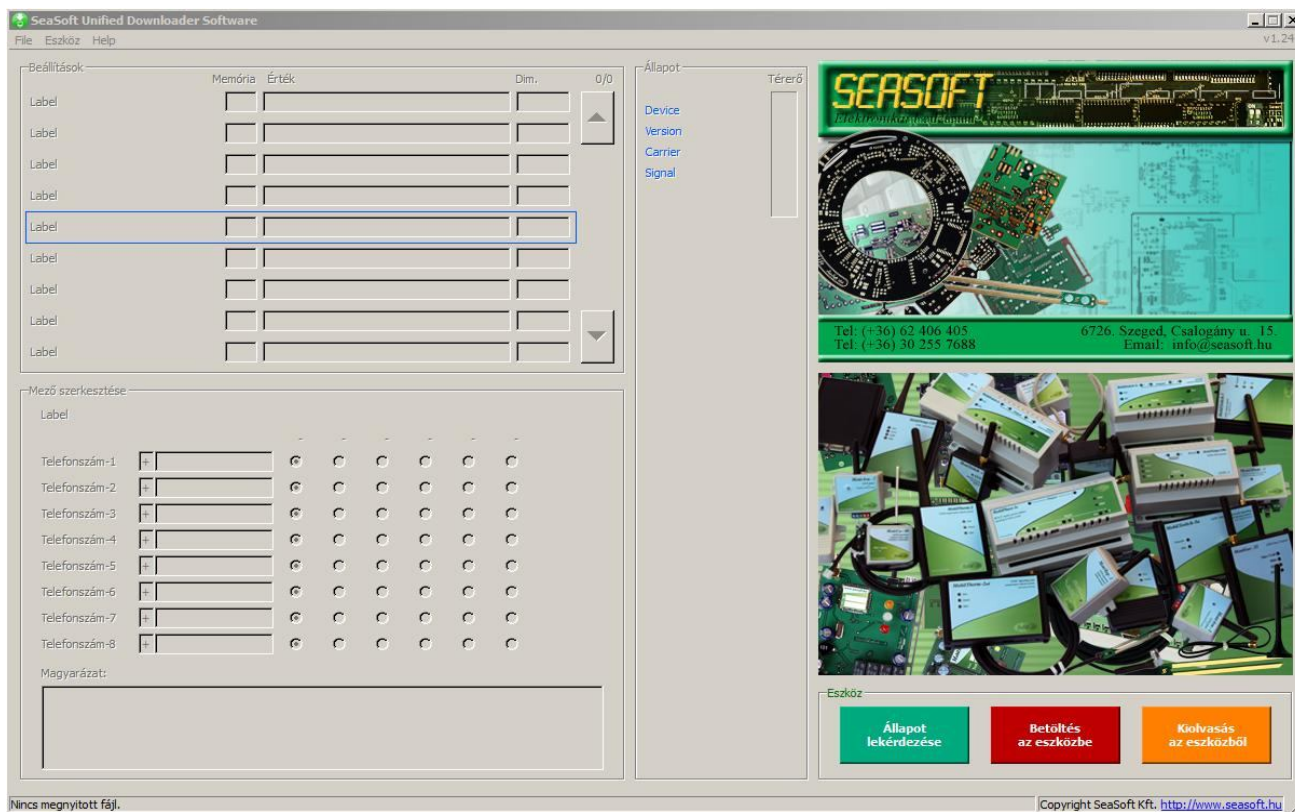 SeaSoft Unified Downloader Software
File Eszköz Help
v1.24
Beállítások
Memória Érték Dim. 0/0
Label
Label
Label
Label
Label
Label
Label
Label
Label
Mező szerkesztése
Label
- - - - - -
Telefonszám-1 +
Telefonszám-2 +
Telefonszám-3 +
Telefonszám-4 +
Telefonszám-5 +
Telefonszám-6 +
Telefonszám-7 +
Telefonszám-8 +
Magyarázat:
Állapot
Térerő
Device
Version
Carrier
Signal
SEASOFT
Tel: (+36) 62 406 405
Tel: (+36) 30 255 7688
6726. Szeged, Csalogány u. 15.
Email: info@seasoft.hu
Eszköz
Állapot
lekérdezése
Betöltés
az eszközbe
Kiolvasás
az eszközből
Nincs megnyitott fájl.
Copyright SeaSoft Kft. http://www.seasoft.hu